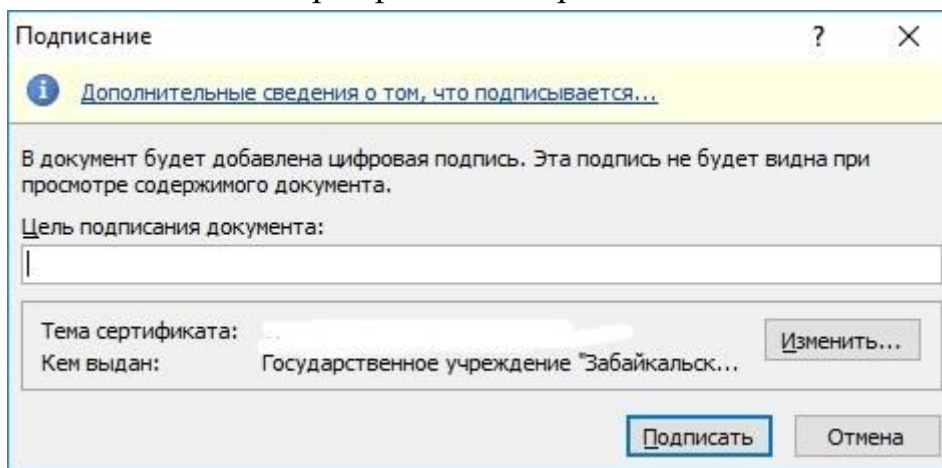 Подписание
?
Дополнительные сведения о том, что подписывается...
В документ будет добавлена цифровая подпись. Эта подпись не будет видна при
просмотре содержимого документа.
Цель подписания документа:
Тема сертификата:
Изменить...
Кем выдан: Государственное учреждение "Забайкальск...
Подписать Отмена